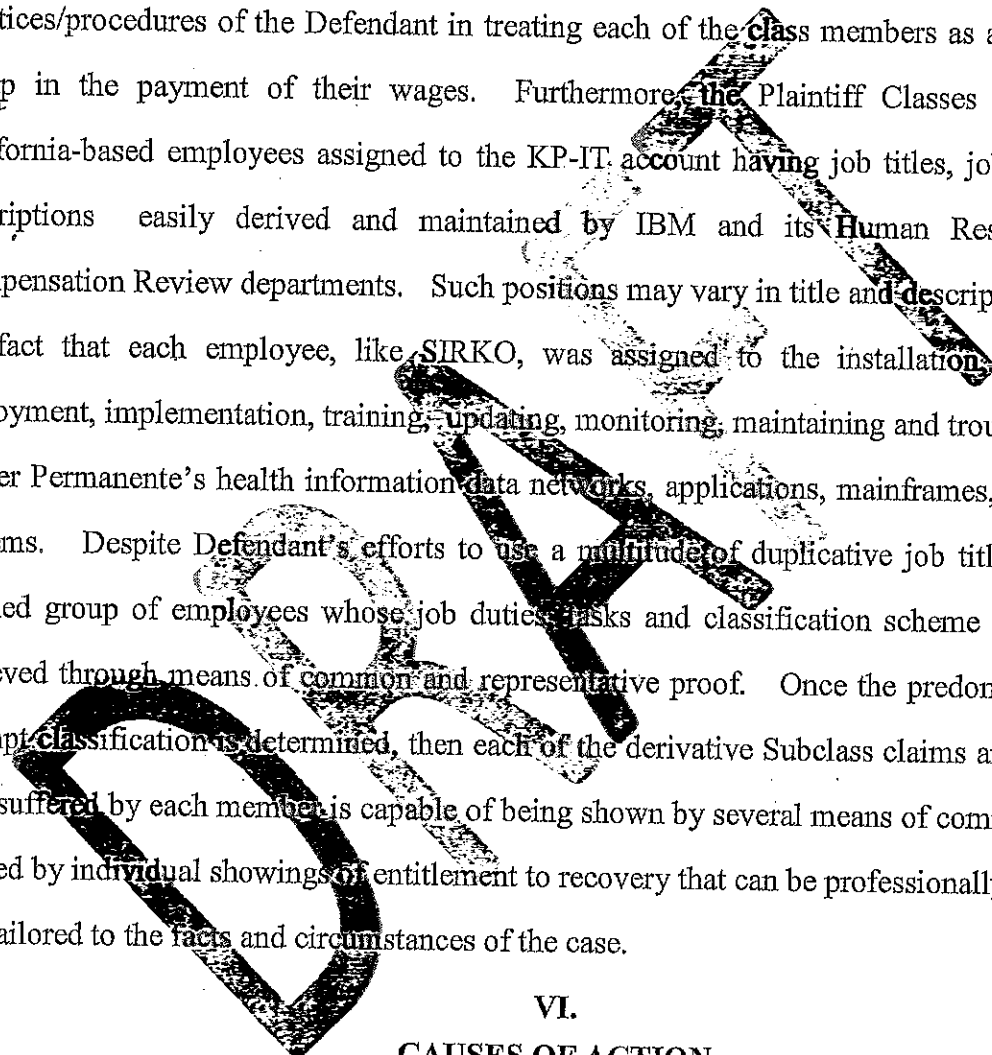 tices/procedures of the Defendant in treating each of the class members as a
p in the payment of their wages. Furthermore, the Plaintiff Classes
fornia-based employees assigned to the KP-IT account having job titles, jo
riptions easily derived and maintained by IBM and its Human Res
pensation Review departments. Such positions may vary in title and descrip
fact that each employee, like SIRKO, was assigned to the installation,
oyment, implementation, training, updating, monitoring, maintaining and trou
er Permanente's health information data networks, applications, mainframes,
ms. Despite Defendant's efforts to use a multitude of duplicative job titl
ed group of employees whose job duties, tasks and classification scheme
eved through means of common and representative proof. Once the predon
pt classification is determined, then each of the derivative Subclass claims a
suffered by each member is capable of being shown by several means of com
ed by individual showings of entitlement to recovery that can be professionally
ailored to the facts and circumstances of the case.
VI.
CAUSES OF ACTION
DRAFT